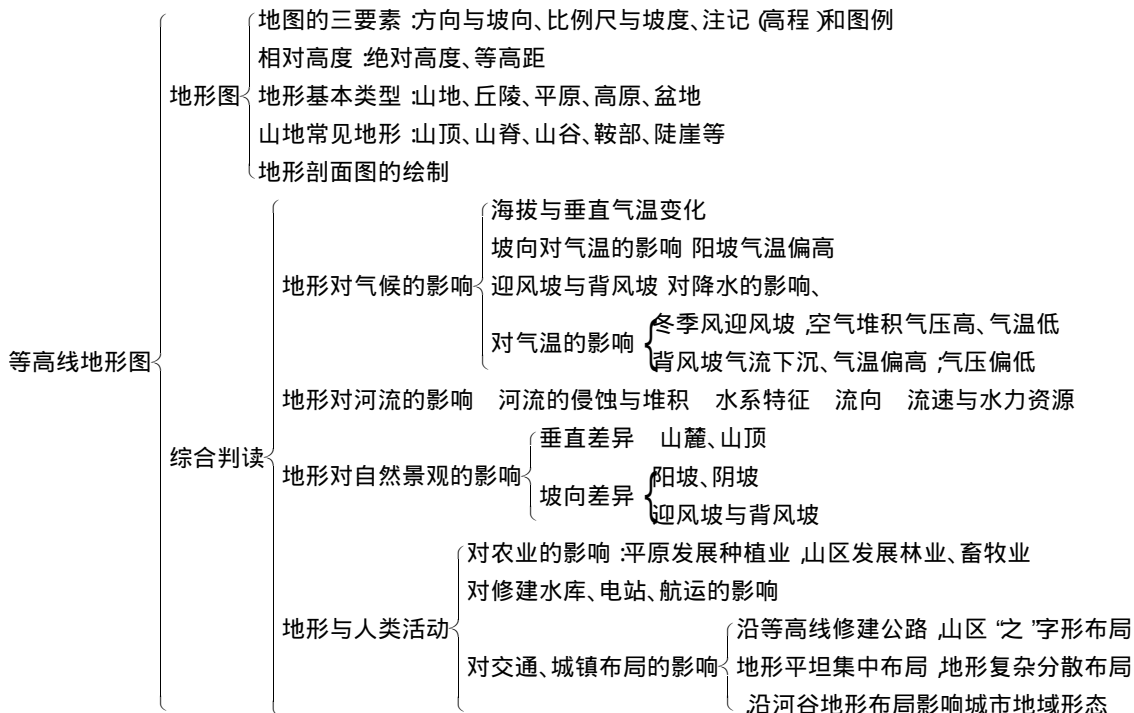 地图的三要素:方向与坡向、比例尺与坡度、注记(高程)和图例
相对高度:绝对高度、等高距
地形图
地形基本类型:山地、丘陵、平原、高原、盆地
山地常见地形:山顶、山脊、山谷、鞍部、陡崖等
地形剖面图的绘制
海拔与垂直气温变化
坡向对气温的影响 阳坡气温偏高
地形对气候的影响
迎风坡与背风坡 对降水的影响、
对气温的影响
冬季风迎风坡,空气堆积气压高、气温低
背风坡气流下沉、气温偏高;气压偏低
等高线地形图
地形对河流的影响 河流的侵蚀与堆积 水系特征 流向 流速与水力资源
综合判读
垂直差异 山麓、山顶
地形对自然景观的影响
坡向差异
阳坡、阴坡
迎风坡与背风坡
对农业的影响:平原发展种植业,山区发展林业、畜牧业
对修建水库、电站、航运的影响
地形与人类活动
对交通、城镇布局的影响
沿等高线修建公路,山区“之”字形布局
地形平坦集中布局,地形复杂分散布局
沿河谷地形布局影响城市地域形态